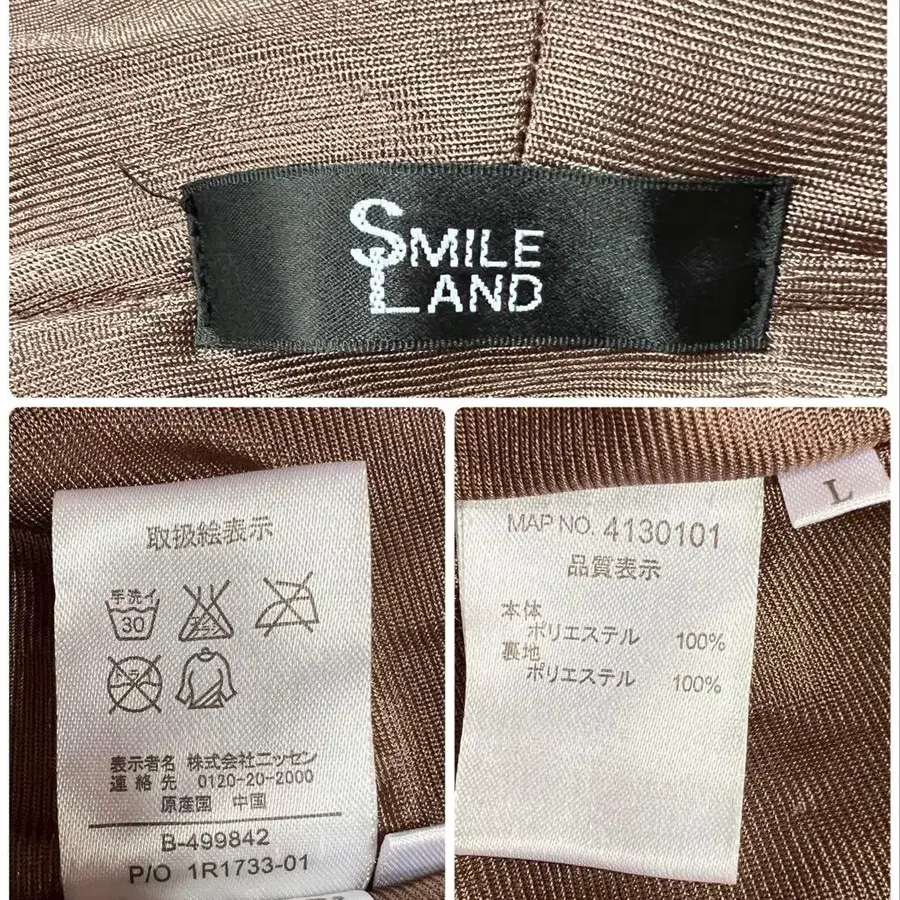 SMILE
LAND
取扱絵表示
手洗イ
30
表示者名 株式会社ニッセン
連絡先 0120-20-2000
原産国 中国
B-499842
P/O 1R1733-01
L
MAP NO. 4130101
品質表示
本体
ポリエステル 100%
裏地
ポリエステル 100%